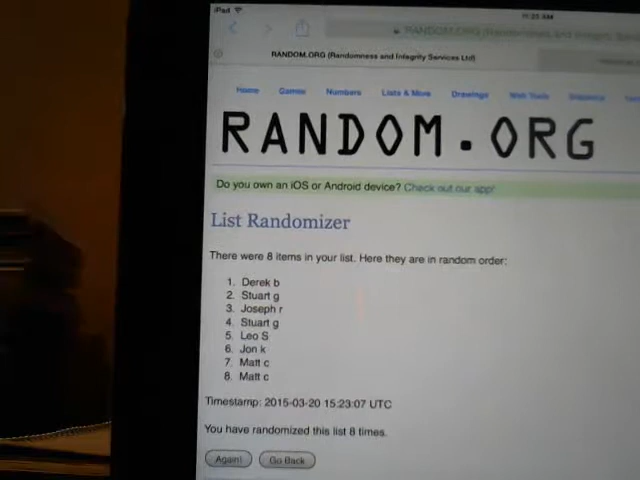 iPad
11:23 AM
RANDOM.ORG (Randomness and Integrity Services Ltd)
Home Games Numbers Lists & More Drawings Web Tools Statistics
RANDOM.ORG
Do you own an iOS or Android device? Check out our app!
List Randomizer
There were 8 items in your list. Here they are in random order:
1. Derek b
2. Stuart g
3. Joseph r
4. Stuart g
5. Leo S
6. Jon k
7. Matt c
8. Matt c
Timestamp: 2015-03-20 15:23:07 UTC
You have randomized this list 8 times.
Again! Go Back